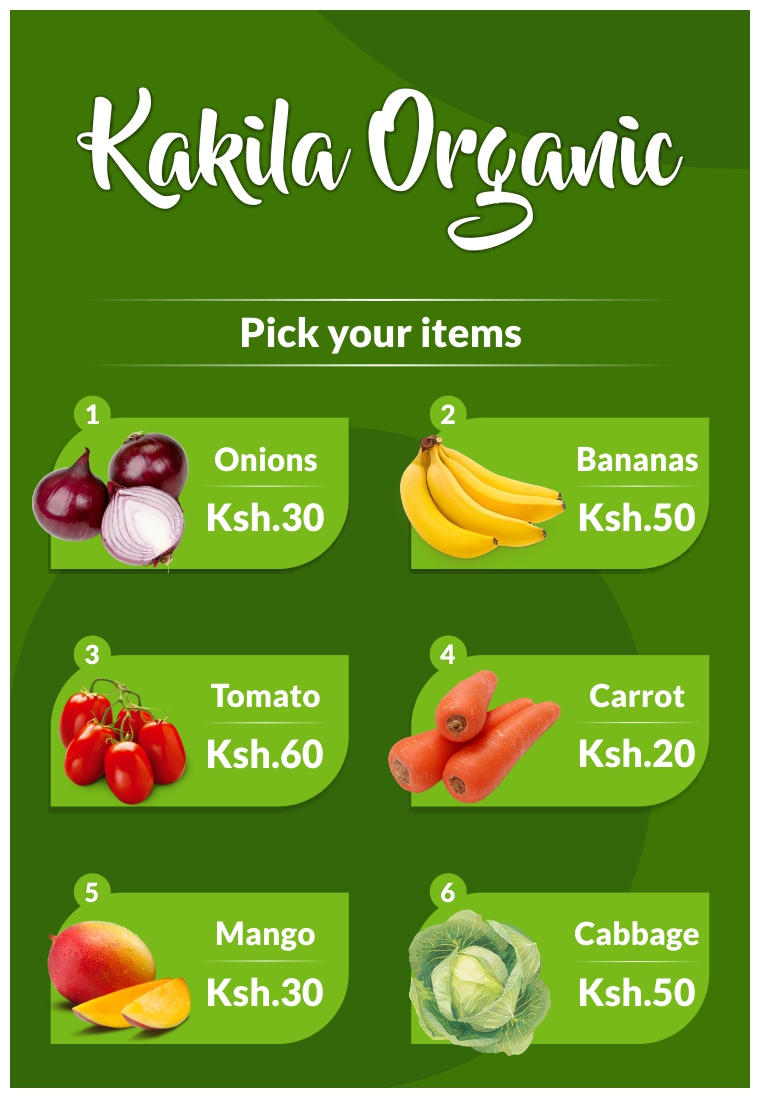 Kakila Organic
Pick your items
1
Onions
Ksh.30
2
Bananas
Ksh.50
3
Tomato
Ksh.60
4
Carrot
Ksh.20
5
Mango
Ksh.30
6
Cabbage
Ksh.50